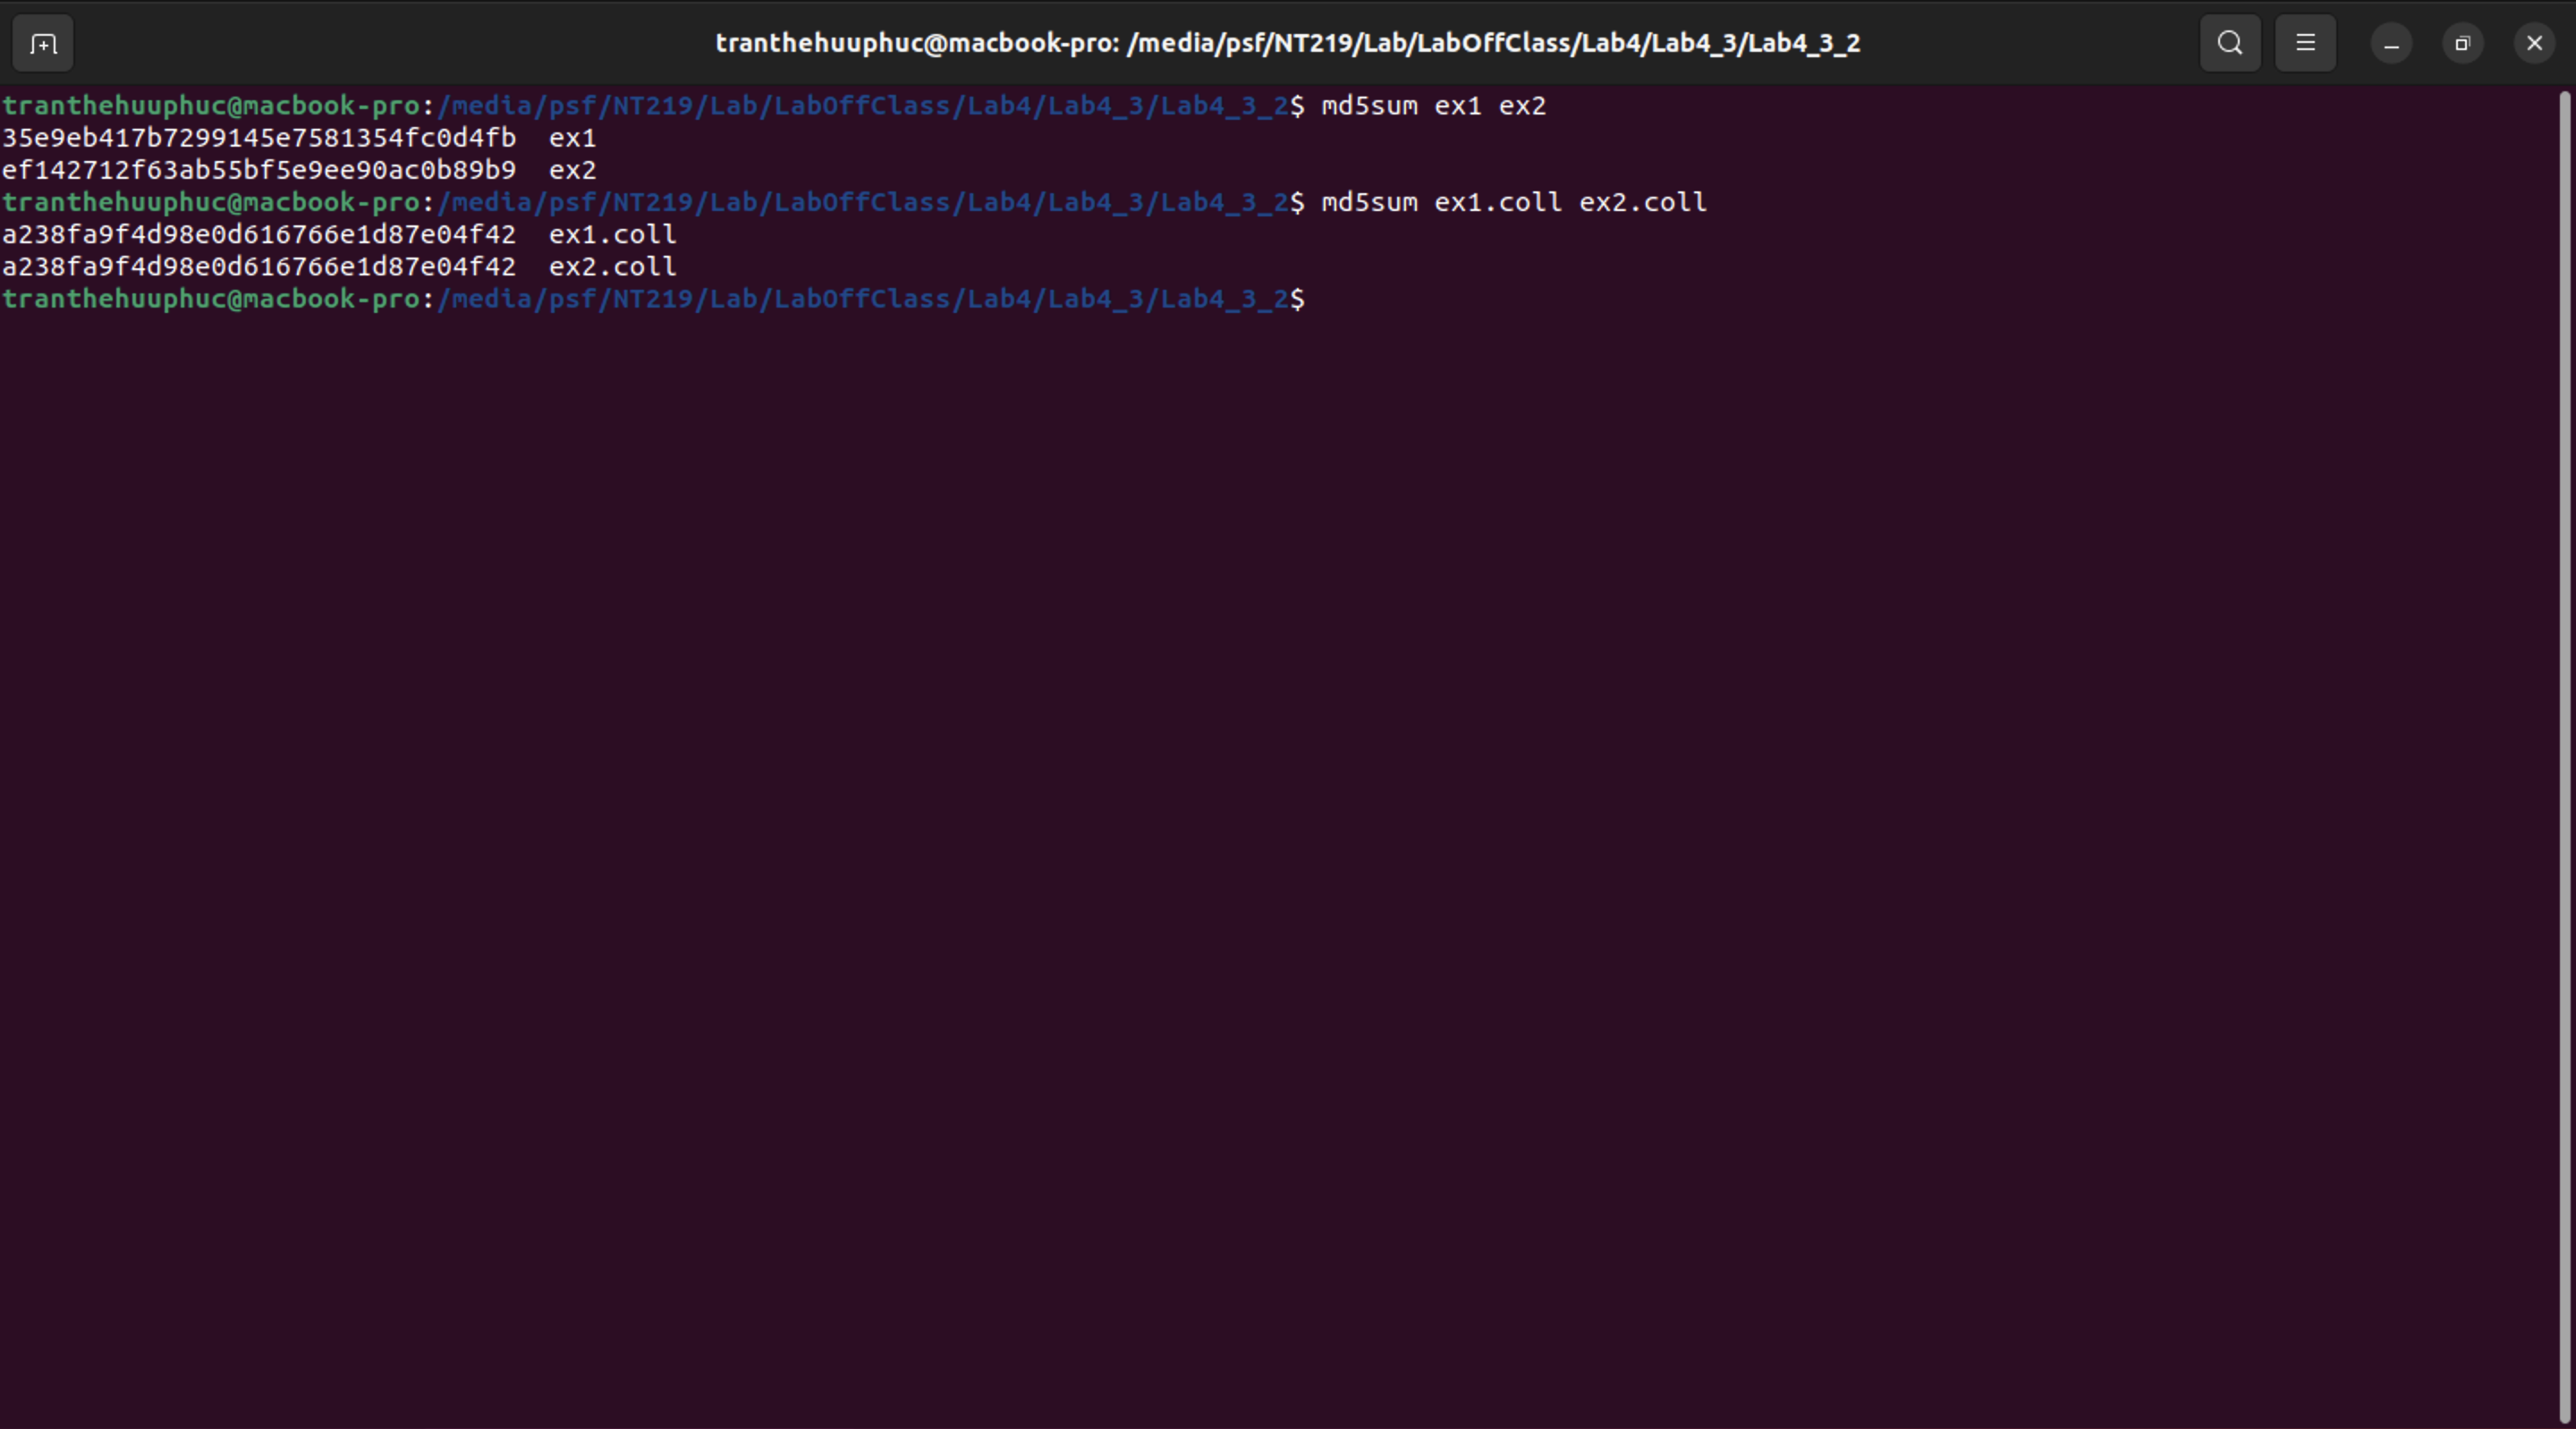 tranthehuuphuc@macbook-pro: /media/psf/NT219/Lab/LabOffClass/Lab4/Lab4_3/Lab4_3_2
tranthehuuphuc@macbook-pro:/media/psf/NT219/Lab/LabOffClass/Lab4/Lab4_3/Lab4_3_2$ md5sum ex1 ex2
35e9eb417b7299145e7581354fc0d4fb  ex1
ef142712f63ab55bf5e9ee90ac0b89b9  ex2
tranthehuuphuc@macbook-pro:/media/psf/NT219/Lab/LabOffClass/Lab4/Lab4_3/Lab4_3_2$ md5sum ex1.coll ex2.coll
a238fa9f4d98e0d616766e1d87e04f42  ex1.coll
a238fa9f4d98e0d616766e1d87e04f42  ex2.coll
tranthehuuphuc@macbook-pro:/media/psf/NT219/Lab/LabOffClass/Lab4/Lab4_3/Lab4_3_2$